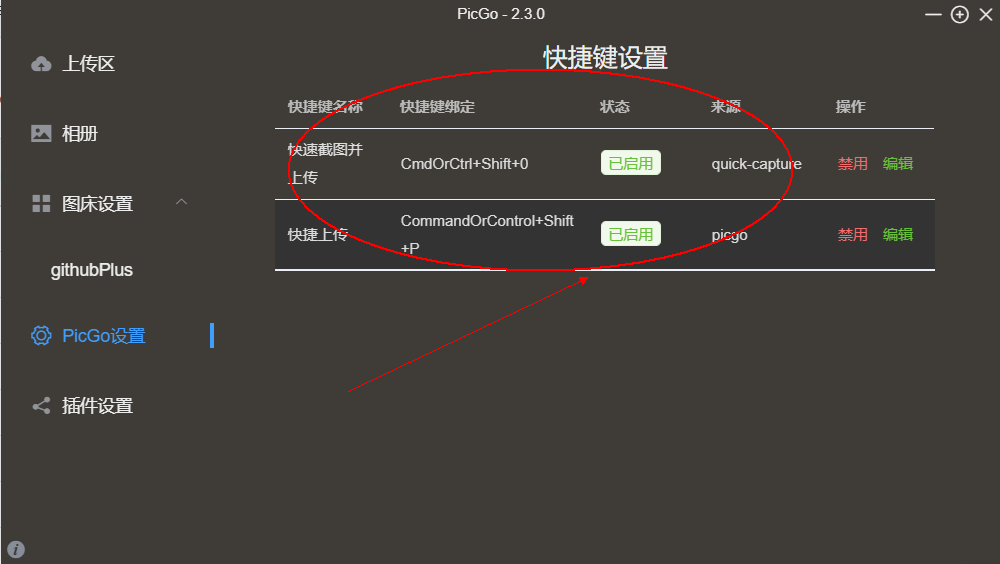 PicGo - 2.3.0
快捷键设置
上传区
相册
图床设置
githubPlus
PicGo设置
插件设置
快捷键名称 快捷键绑定 状态 来源 操作
快速截图并
上传 CmdOrCtrl+Shift+0 已启用 quick-capture 禁用 编辑
快捷上传 CommandOrControl+Shift
+P 已启用 picgo 禁用 编辑